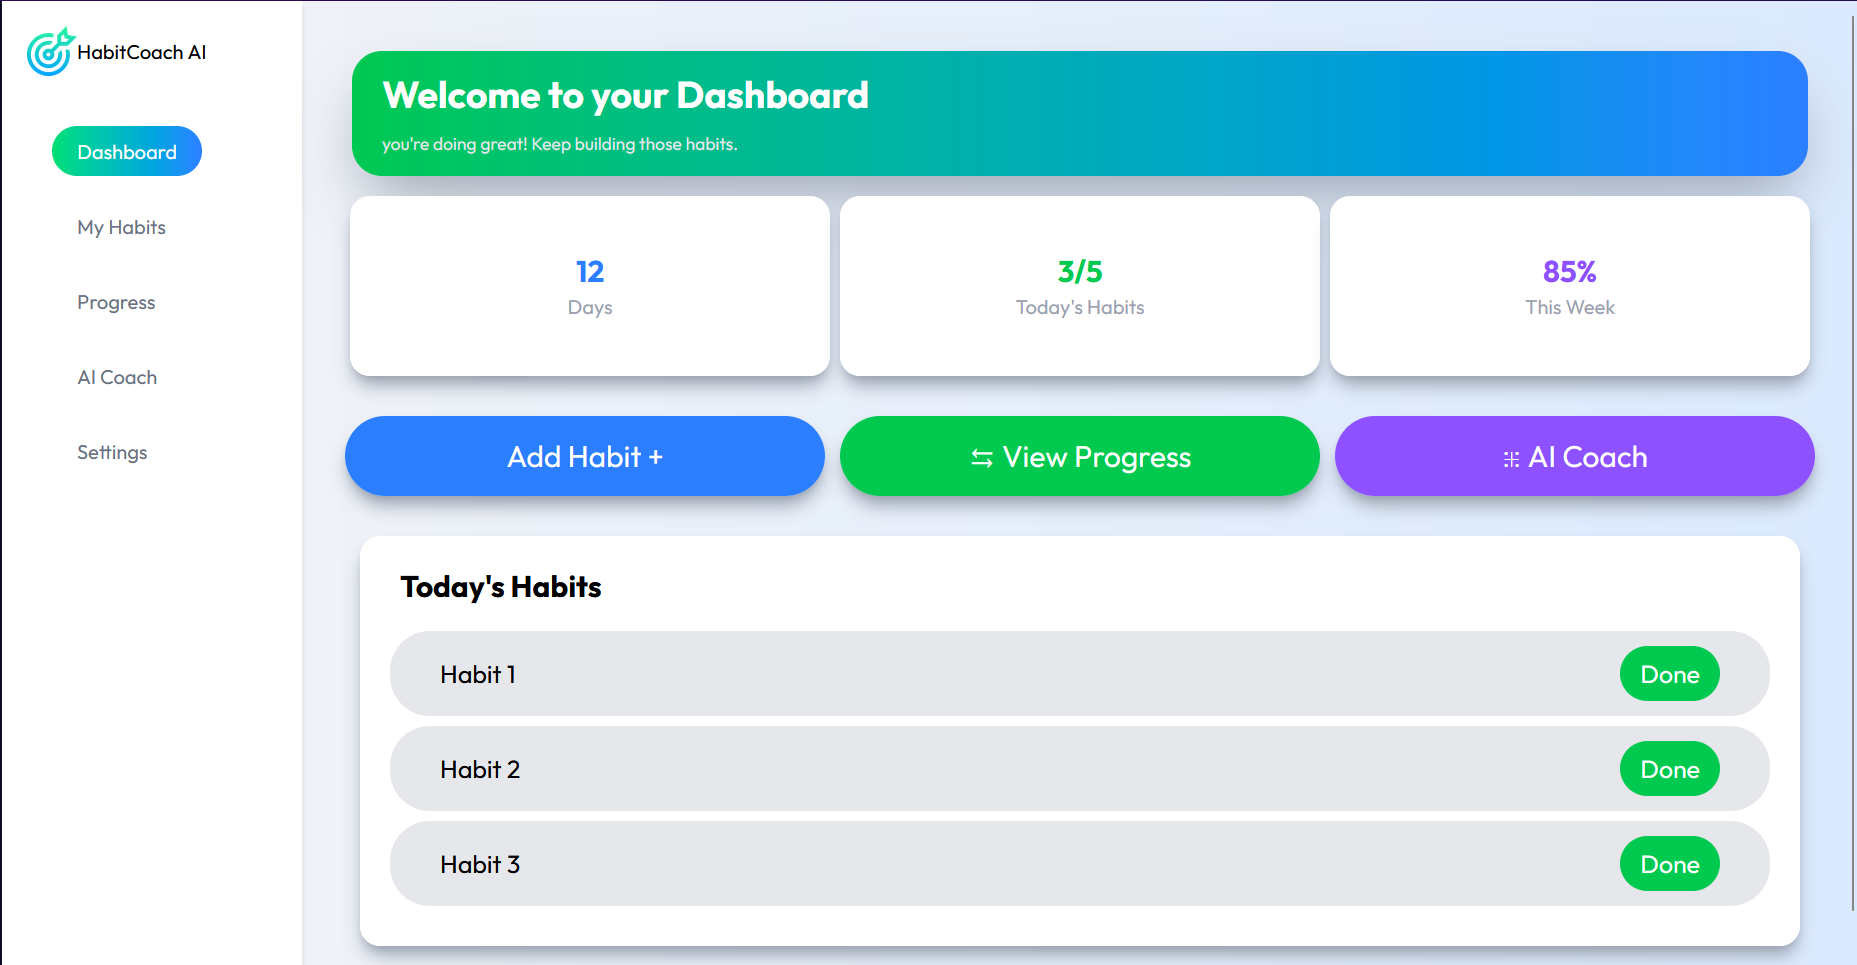 HabitCoach AI
Dashboard
My Habits
Progress
AI Coach
Settings
Welcome to your Dashboard
you're doing great! Keep building those habits.
12
Days
3/5
Today's Habits
85%
This Week
Add Habit +
View Progress
AI Coach
Today's Habits
Habit 1
Done
Habit 2
Done
Habit 3
Done